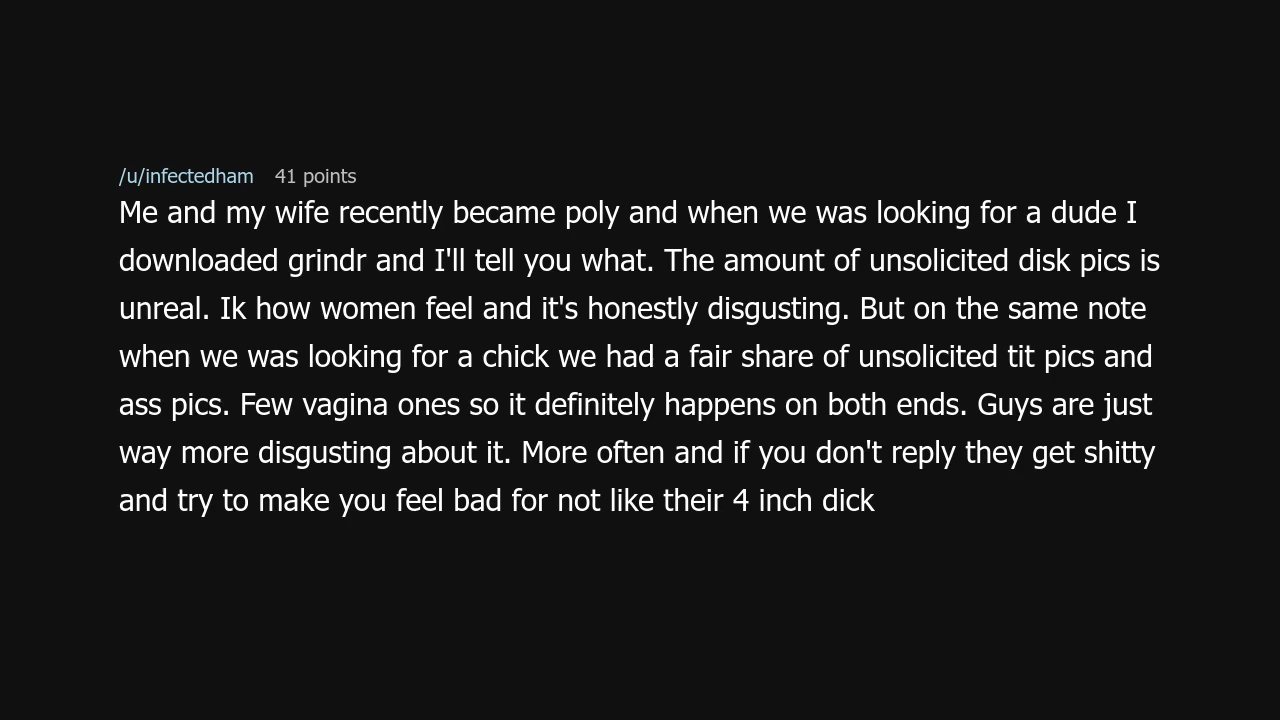 /u/infectedham 41 points
Me and my wife recently became poly and when we was looking for a dude I
downloaded grindr and I'll tell you what. The amount of unsolicited disk pics is
unreal. Ik how women feel and it's honestly disgusting. But on the same note
when we was looking for a chick we had a fair share of unsolicited tit pics and
ass pics. Few vagina ones so it definitely happens on both ends. Guys are just
way more disgusting about it. More often and if you don't reply they get shitty
and try to make you feel bad for not like their 4 inch dick